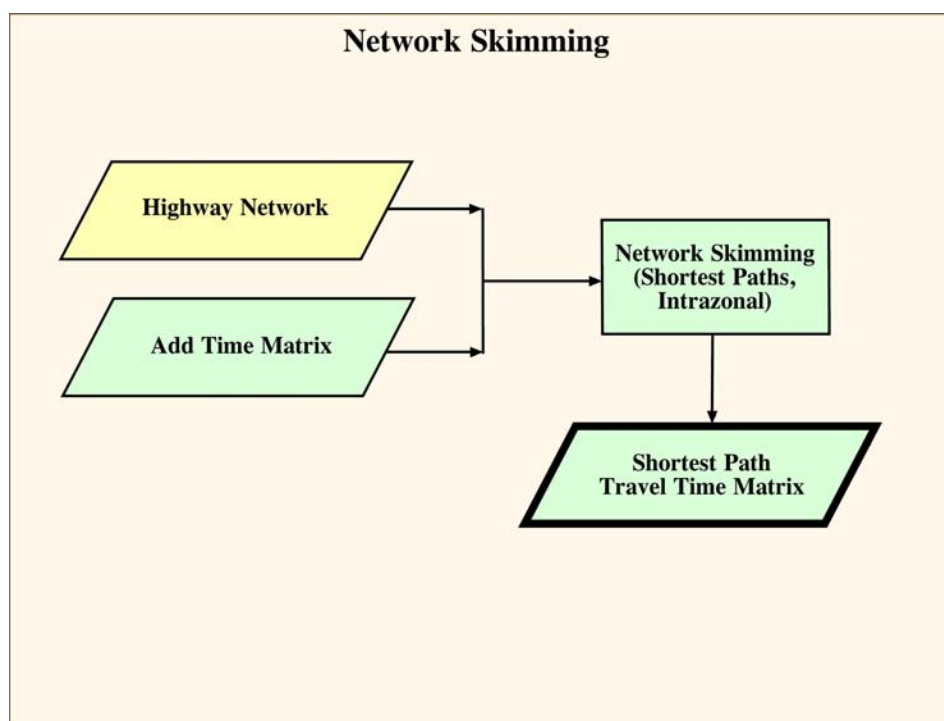 Network Skimming
Highway Network
Add Time Matrix
Network Skimming
(Shortest Paths,
Intrazonal)
Shortest Path
Travel Time Matrix